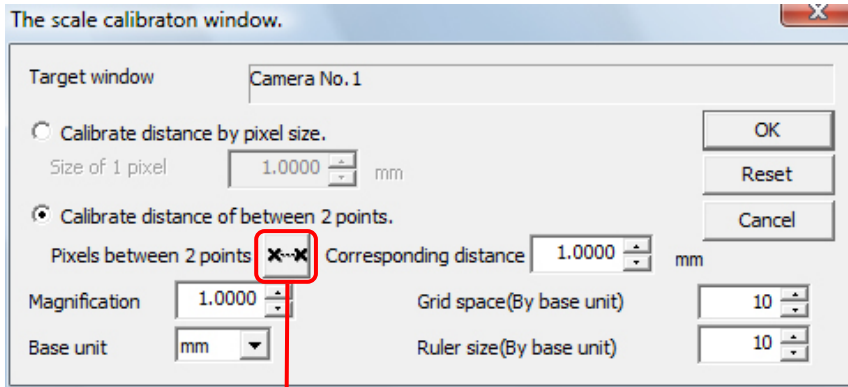 The scale calibraton window.
Target window Camera No.1
Calibrate distance by pixel size. OK
Size of 1 pixel 1.0000 mm Reset
Calibrate distance of between 2 points. Cancel
Pixels between 2 points Corresponding distance 1.0000 mm
Magnification 1.0000 Grid space(By base unit) 10
Base unit mm Ruler size(By base unit) 10